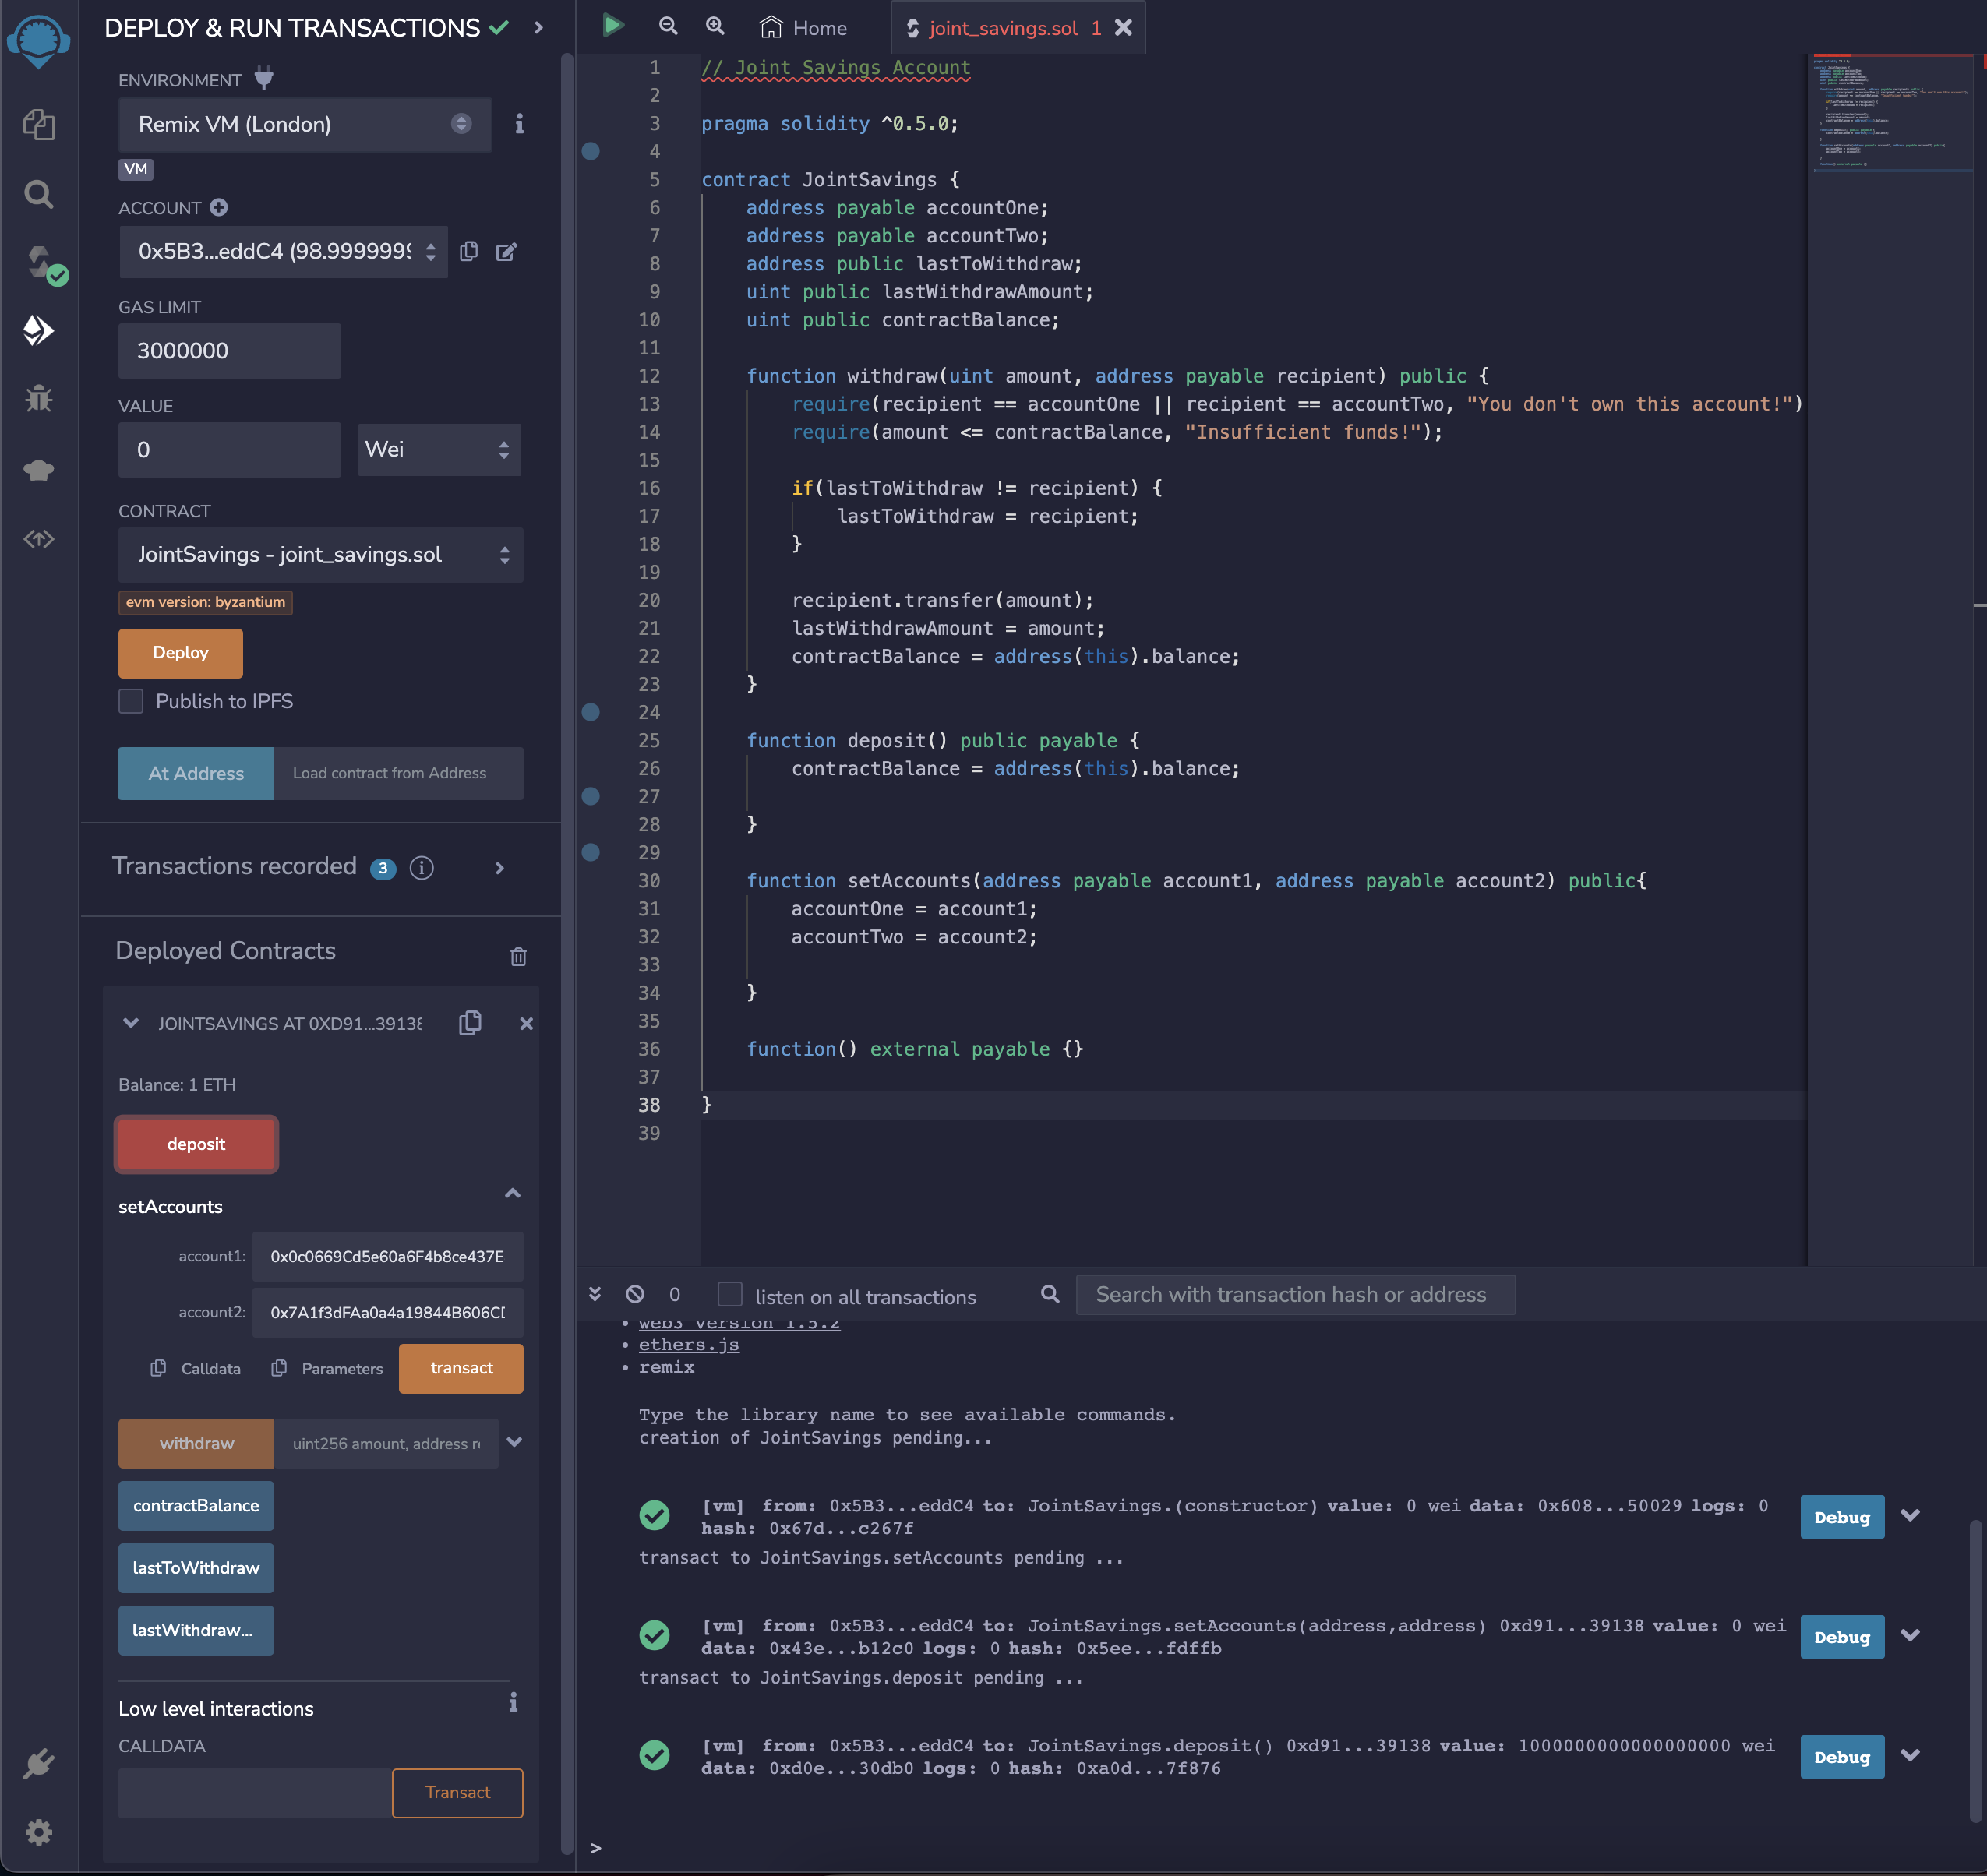 DEPLOY & RUN TRANSACTIONS
ENVIRONMENT
Remix VM (London)
VM
ACCOUNT
0x5B3...eddC4 (98.9999999
GAS LIMIT
3000000
VALUE
0
Wei
CONTRACT
JointSavings - joint_savings.sol
evm version: byzantium
Deploy
Publish to IPFS
At Address
Load contract from Address
Transactions recorded 3
Deployed Contracts
JOINTSAVINGS AT 0XD91...39138
Balance: 1 ETH
deposit
setAccounts
account1: 0x0c0669Cd5e60a6F4b8ce437E
account2: 0x7A1f3dFAa0a4a19844B606CD
Calldata
Parameters
transact
withdraw
uint256 amount, address re
contractBalance
lastToWithdraw
lastWithdraw...
Low level interactions
CALLDATA
Transact
Home
joint_savings.sol 1
1 // Joint Savings Account
2
3 pragma solidity ^0.5.0;
4
5 contract JointSavings {
6     address payable accountOne;
7     address payable accountTwo;
8     address public lastToWithdraw;
9     uint public lastWithdrawAmount;
10     uint public contractBalance;
11
12     function withdraw(uint amount, address payable recipient) public {
13         require(recipient == accountOne || recipient == accountTwo, "You don't own this account!")
14         require(amount <= contractBalance, "Insufficient funds!");
15
16         if(lastToWithdraw != recipient) {
17             lastToWithdraw = recipient;
18         }
19
20         recipient.transfer(amount);
21         lastWithdrawAmount = amount;
22         contractBalance = address(this).balance;
23     }
24
25     function deposit() public payable {
26         contractBalance = address(this).balance;
27
28     }
29
30     function setAccounts(address payable account1, address payable account2) public{
31         accountOne = account1;
32         accountTwo = account2;
33
34     }
35
36     function() external payable {}
37
38 }
39
0
listen on all transactions
Search with transaction hash or address
• web3 version 1.5.2
• ethers.js
• remix
Type the library name to see available commands.
creation of JointSavings pending...
[vm] from: 0x5B3...eddC4 to: JointSavings.(constructor) value: 0 wei data: 0x608...50029 logs: 0
hash: 0x67d...c267f
Debug
transact to JointSavings.setAccounts pending ...
[vm] from: 0x5B3...eddC4 to: JointSavings.setAccounts(address,address) 0xd91...39138 value: 0 wei
data: 0x43e...b12c0 logs: 0 hash: 0x5ee...fdffb
Debug
transact to JointSavings.deposit pending ...
[vm] from: 0x5B3...eddC4 to: JointSavings.deposit() 0xd91...39138 value: 1000000000000000000 wei
data: 0xd0e...30db0 logs: 0 hash: 0xa0d...7f876
Debug
>